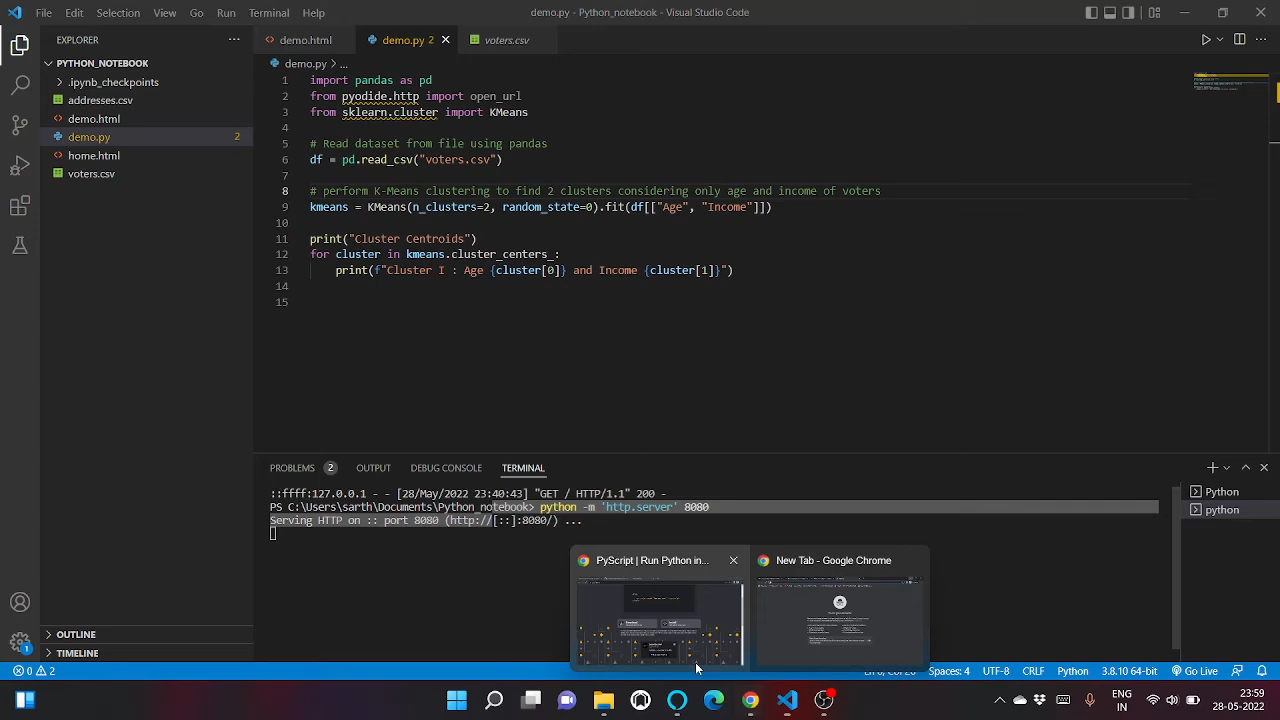 File Edit Selection View Go Run Terminal Help
demo.py - Python_notebook - Visual Studio Code
EXPLORER
PYTHON_NOTEBOOK
.ipynb_checkpoints
addresses.csv
demo.html
demo.py 2
home.html
voters.csv
OUTLINE
TIMELINE
demo.html demo.py 2 voters.csv
demo.py > ...
1 import pandas as pd
2 from pyodide.http import open_url
3 from sklearn.cluster import KMeans
4
5 # Read dataset from file using pandas
6 df = pd.read_csv("voters.csv")
7
8 # perform K-Means clustering to find 2 clusters considering only age and income of voters
9 kmeans = KMeans(n_clusters=2, random_state=0).fit(df[["Age", "Income"]])
10
11 print("Cluster Centroids")
12 for cluster in kmeans.cluster_centers_:
13 print(f"Cluster I : Age {cluster[0]} and Income {cluster[1]}")
14
15
PROBLEMS 2 OUTPUT DEBUG CONSOLE TERMINAL
::ffff:127.0.0.1 - - [28/May/2022 23:40:43] "GET / HTTP/1.1" 200 -
PS C:\Users\sarth\Documents\Python_notebook> python -m 'http.server' 8080
Serving HTTP on :: port 8080 (http://[::]:8080/) ...
Python
python
PyScript | Run Python in...
New Tab - Google Chrome
0 2
Spaces: 4 UTF-8 CRLF Python 3.8.10 64-bit Go Live
1
ENG
IN
23:59
28-05-2022